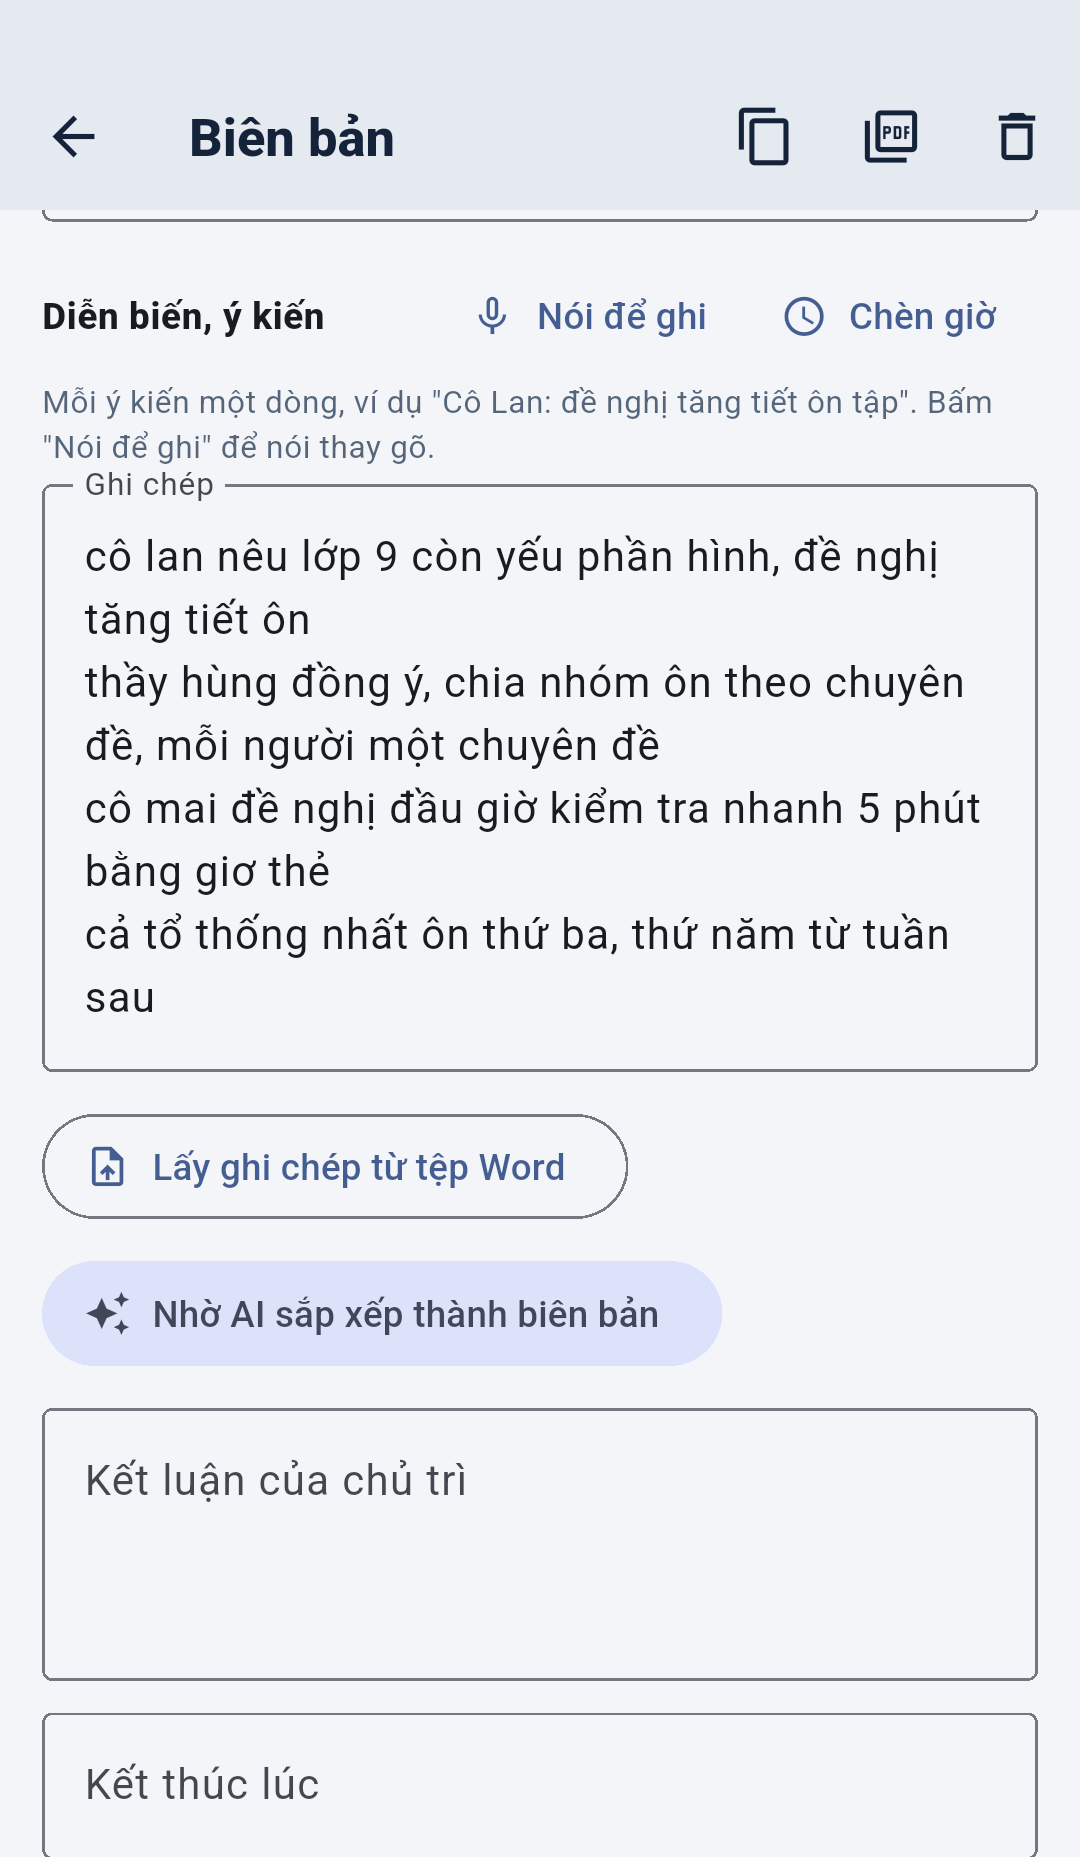 Biên bản
PDF
Diễn biến, ý kiến
Nói để ghi
Chèn giờ
Mỗi ý kiến một dòng, ví dụ "Cô Lan: đề nghị tăng tiết ôn tập". Bấm
"Nói để ghi" để nói thay gõ.
Ghi chép
cô lan nêu lớp 9 còn yếu phần hình, đề nghị
tăng tiết ôn
thầy hùng đồng ý, chia nhóm ôn theo chuyên
đề, mỗi người một chuyên đề
cô mai đề nghị đầu giờ kiểm tra nhanh 5 phút
bằng giơ thẻ
cả tổ thống nhất ôn thứ ba, thứ năm từ tuần
sau
Lấy ghi chép từ tệp Word
Nhờ AI sắp xếp thành biên bản
Kết luận của chủ trì
Kết thúc lúc